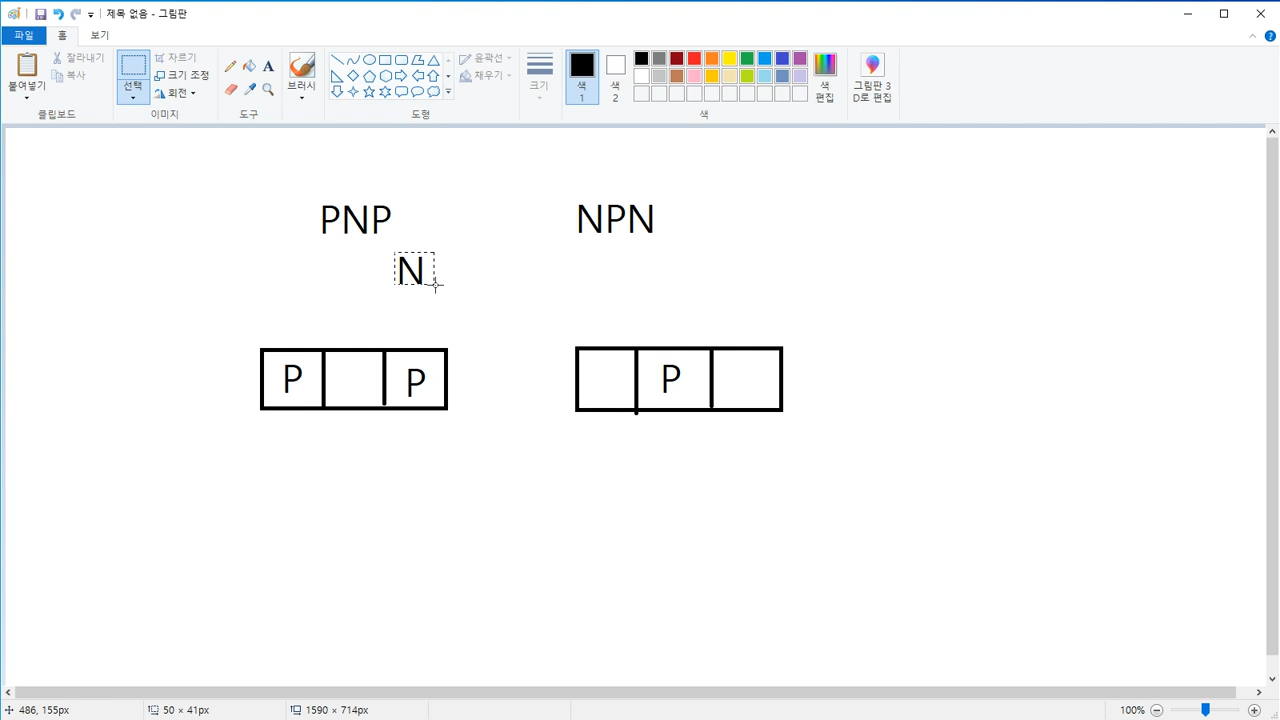 제목 없음 - 그림판
파일 홈 보기
붙여넣기
잘라내기
복사
클립보드
선택
자르기
크기 조정
회전
이미지
A
도구
브러시
윤곽선
채우기
도형
크기
색 1
색 2
색 편집
그림판 3D로 편집
색
PNP NPN
N
P P P
486, 155px 50 × 41px 1590 × 714px 100%